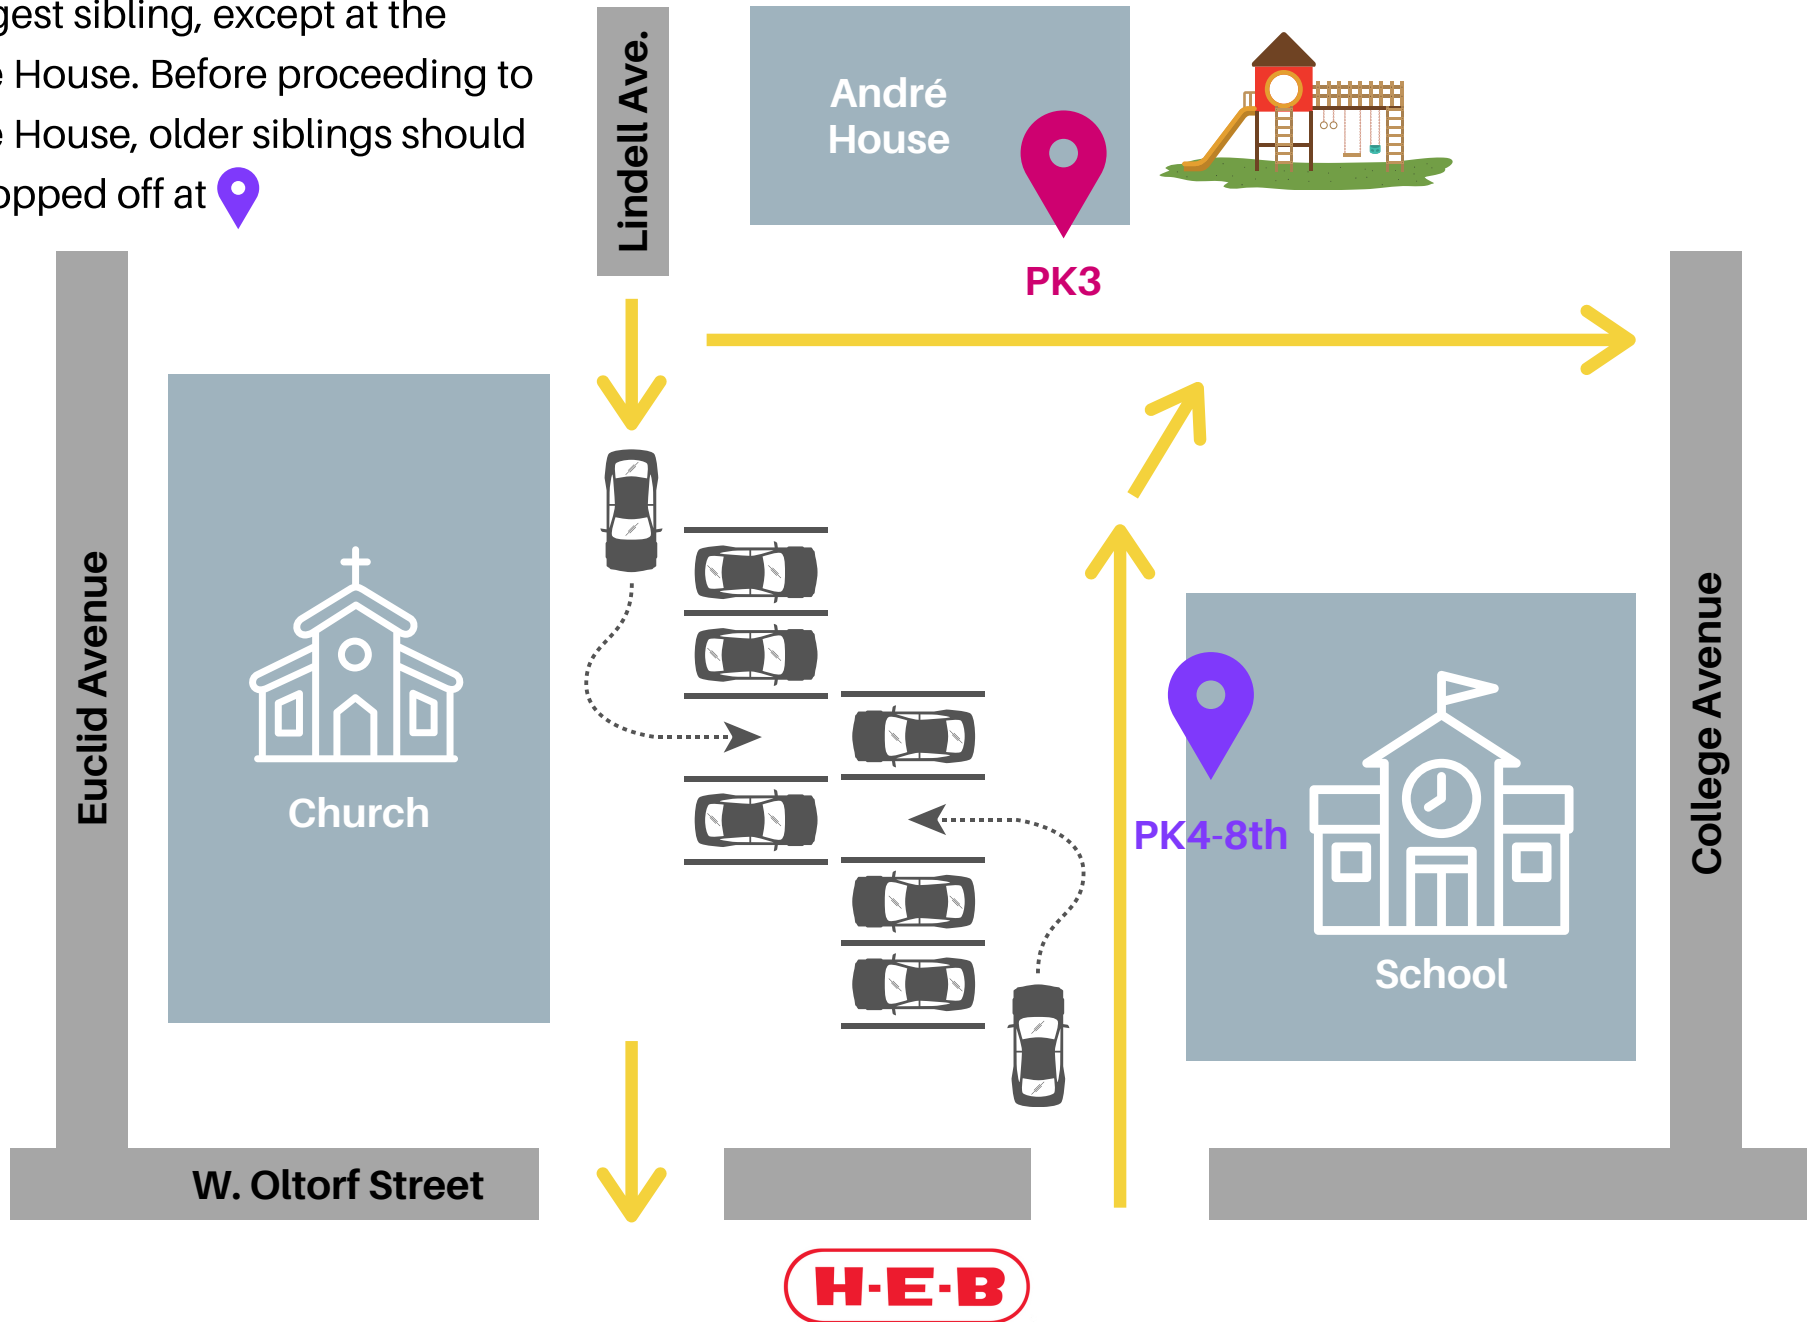 gest sibling, except at the
e House. Before proceeding to
e House, older siblings should
opped off at
Lindell Ave.
André
House
PK3
Euclid Avenue
Church
PK4-8th
School
College Avenue
W. Oltorf Street
H-E-B